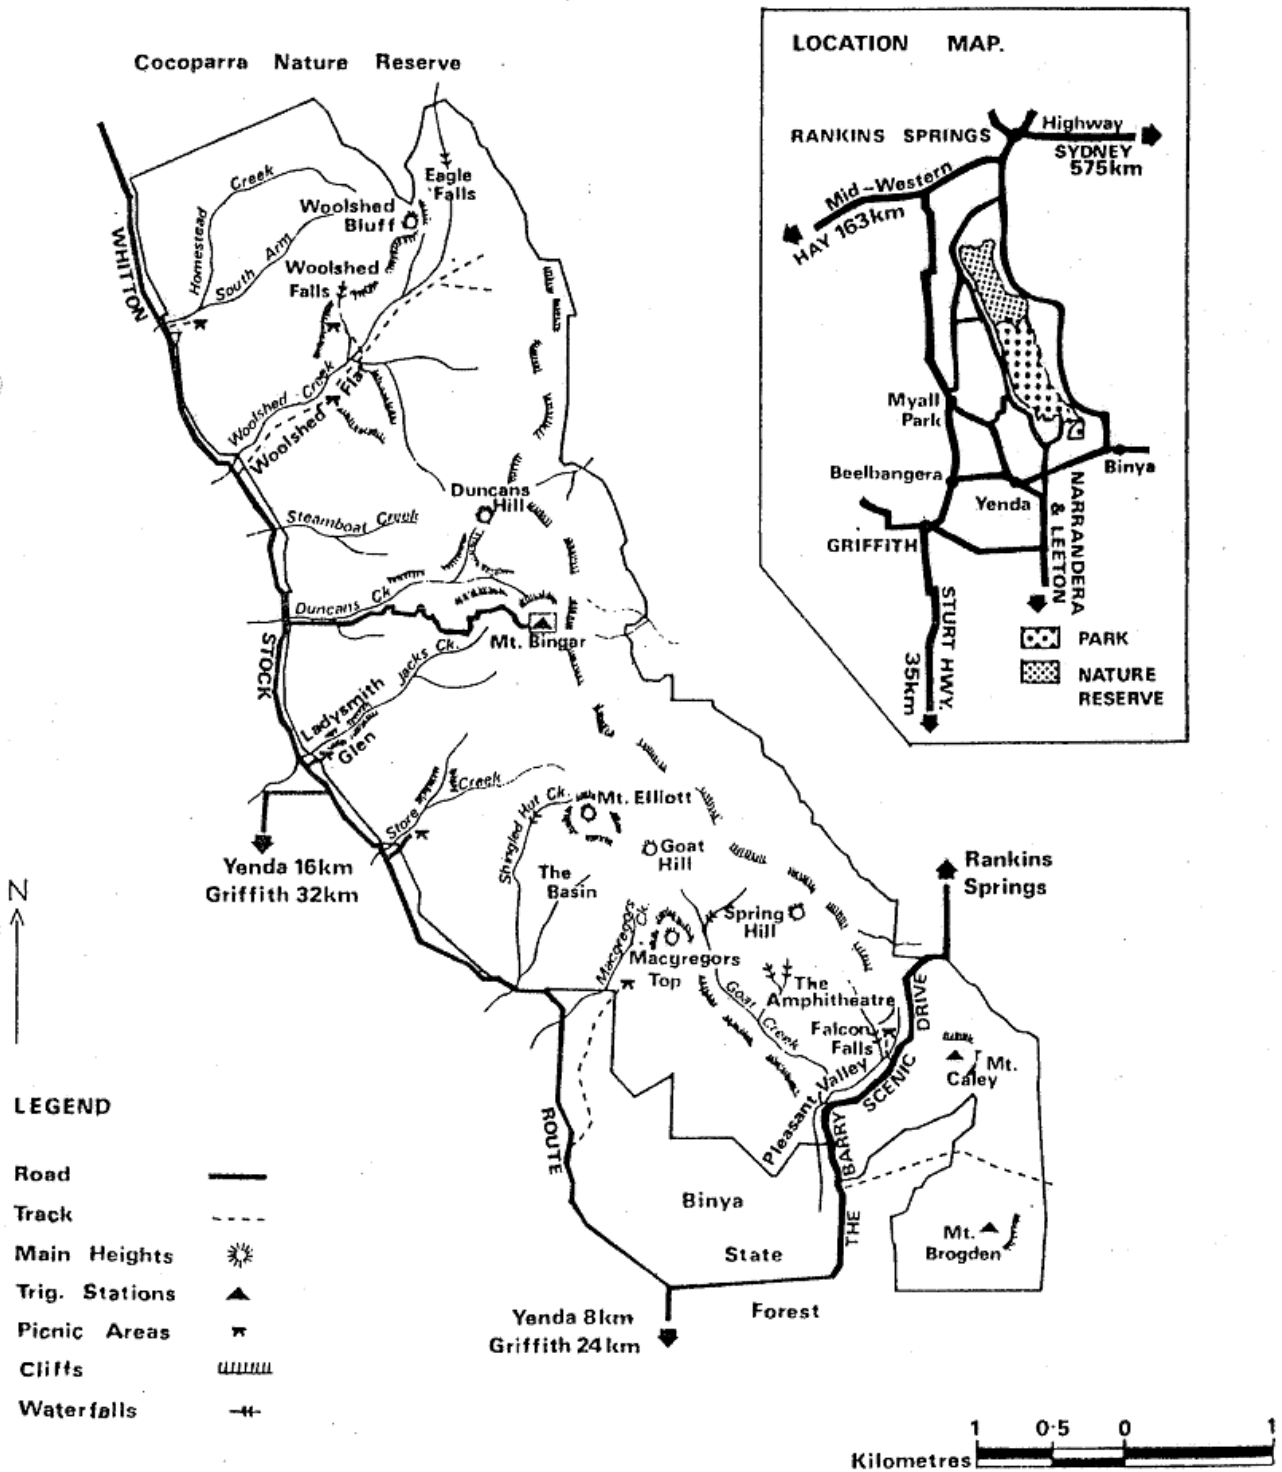 Cocoparra Nature Reserve
LOCATION MAP.
RANKINS SPRINGS
Highway
SYDNEY
575km
Mid-Western
HAY 163km
Myall
Park
Beelbangera
Yenda
Binya
GRIFFITH
NARRANDERA
& LEETON
STURT HWY.
35km
PARK
NATURE
RESERVE
Eagle
Falls
Homestead Creek
South Arm
Woolshed
Bluff
Woolshed
Falls
WHITTON
Woolshed Creek
Woolshed Flat
Steamboat Creek
Duncans
Hill
Duncans Ck.
Mt. Bingar
STOCK
Jacks Ck.
Ladysmith
Glen
Store Creek
Shingled Hut Ck.
Mt. Elliott
Goat
Hill
Yenda 16km
Griffith 32km
The
Basin
Macgregors Ck.
Spring
Hill
Macgregors
Top
Rankins
Springs
The
Amphitheatre
Goat Creek
Falcon
Falls
Pleasant Valley
THE BARRY SCENIC DRIVE
Mt.
Caley
ROUTE
Binya
State
Forest
Mt.
Brogden
Yenda 8km
Griffith 24km
N
LEGEND
Road
Track
Main Heights
Trig. Stations
Picnic Areas
Cliffs
Waterfalls
1 0·5 0 1
Kilometres